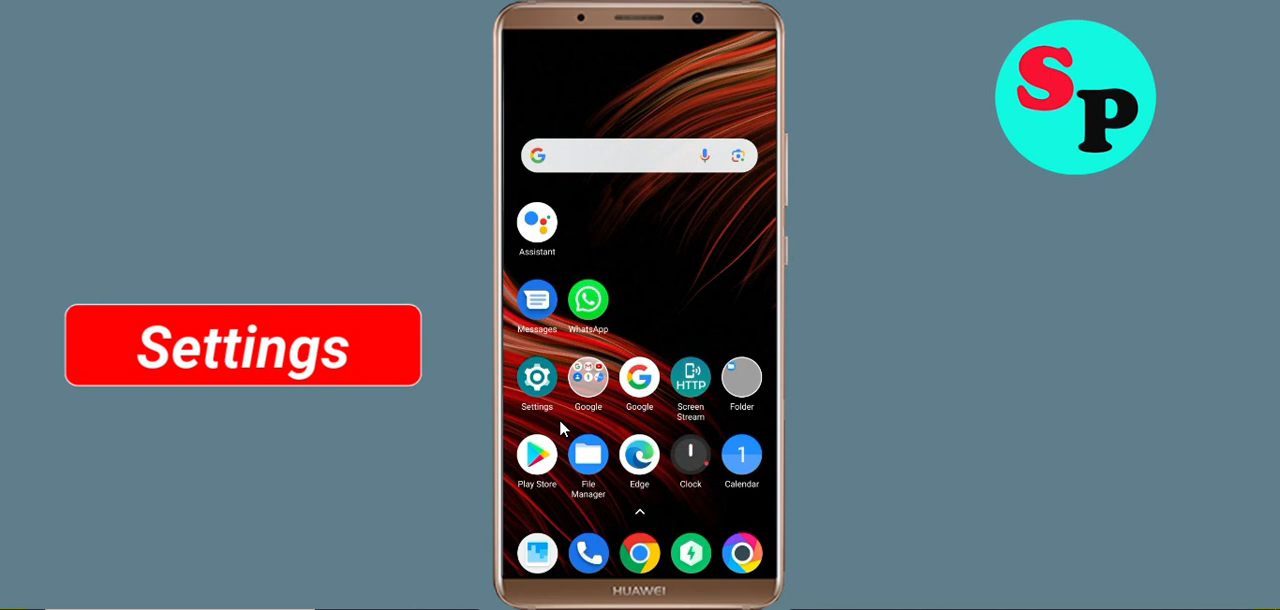 S
P
Assistant
Messages
WhatsApp
Settings
Settings
Google
Google
HTTP
Screen
Stream
Folder
Play Store
File
Manager
Edge
Clock
1
Calendar
HUAWEI